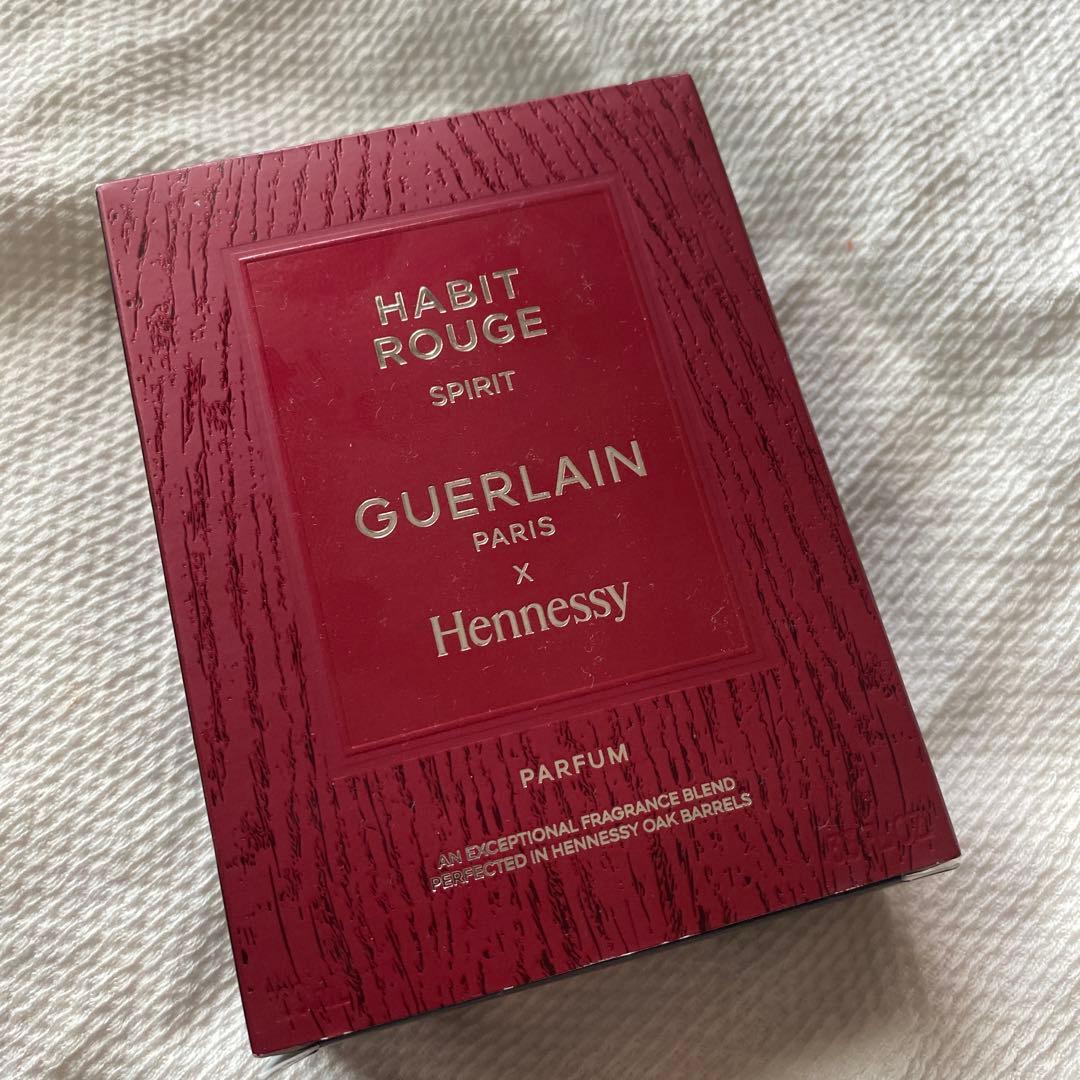 HABIT
ROUGE
SPIRIT
GUERLAIN
PARIS
X
Hennessy
PARFUM
AN EXCEPTIONAL FRAGRANCE BLEND
PERFECTED IN HENNESSY OAK BARRELS